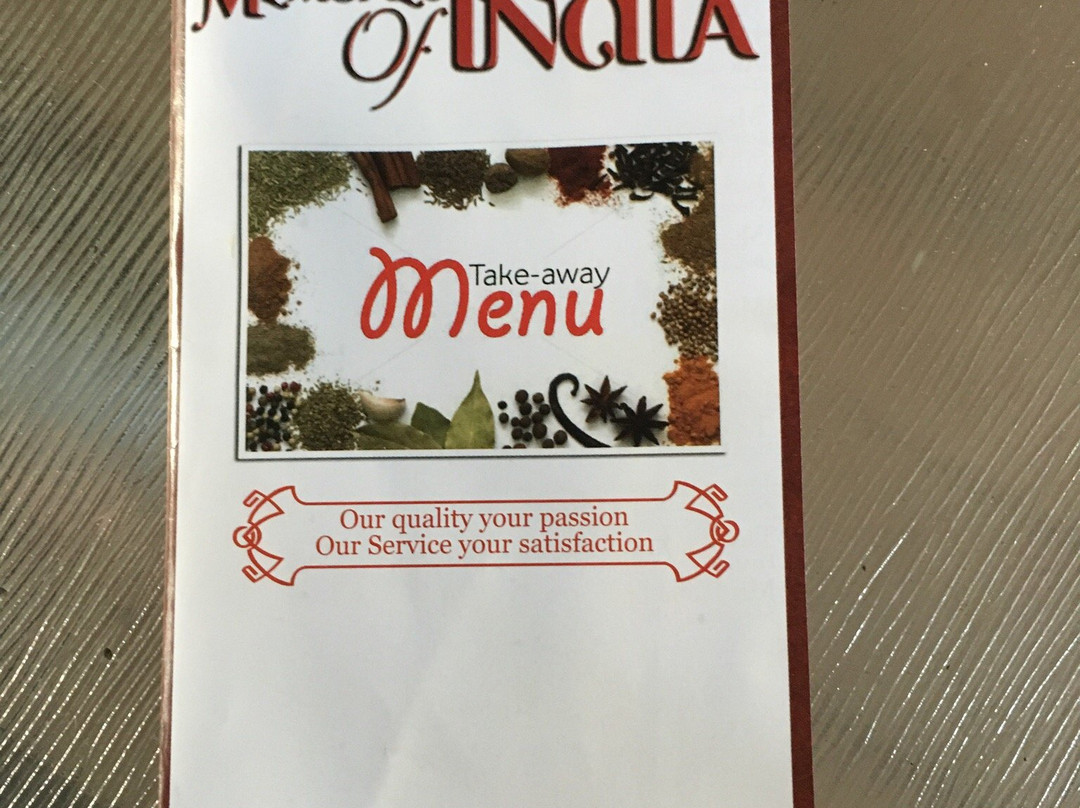 Of INDIA
Take-away
Menu
Our quality your passion
Our Service your satisfaction